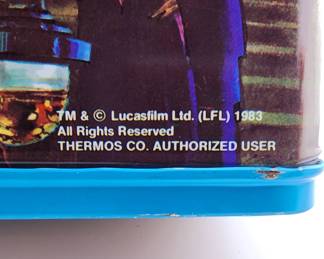 TM & © Lucasfilm Ltd. (LFL) 1983
All Rights Reserved
THERMOS CO. AUTHORIZED USER